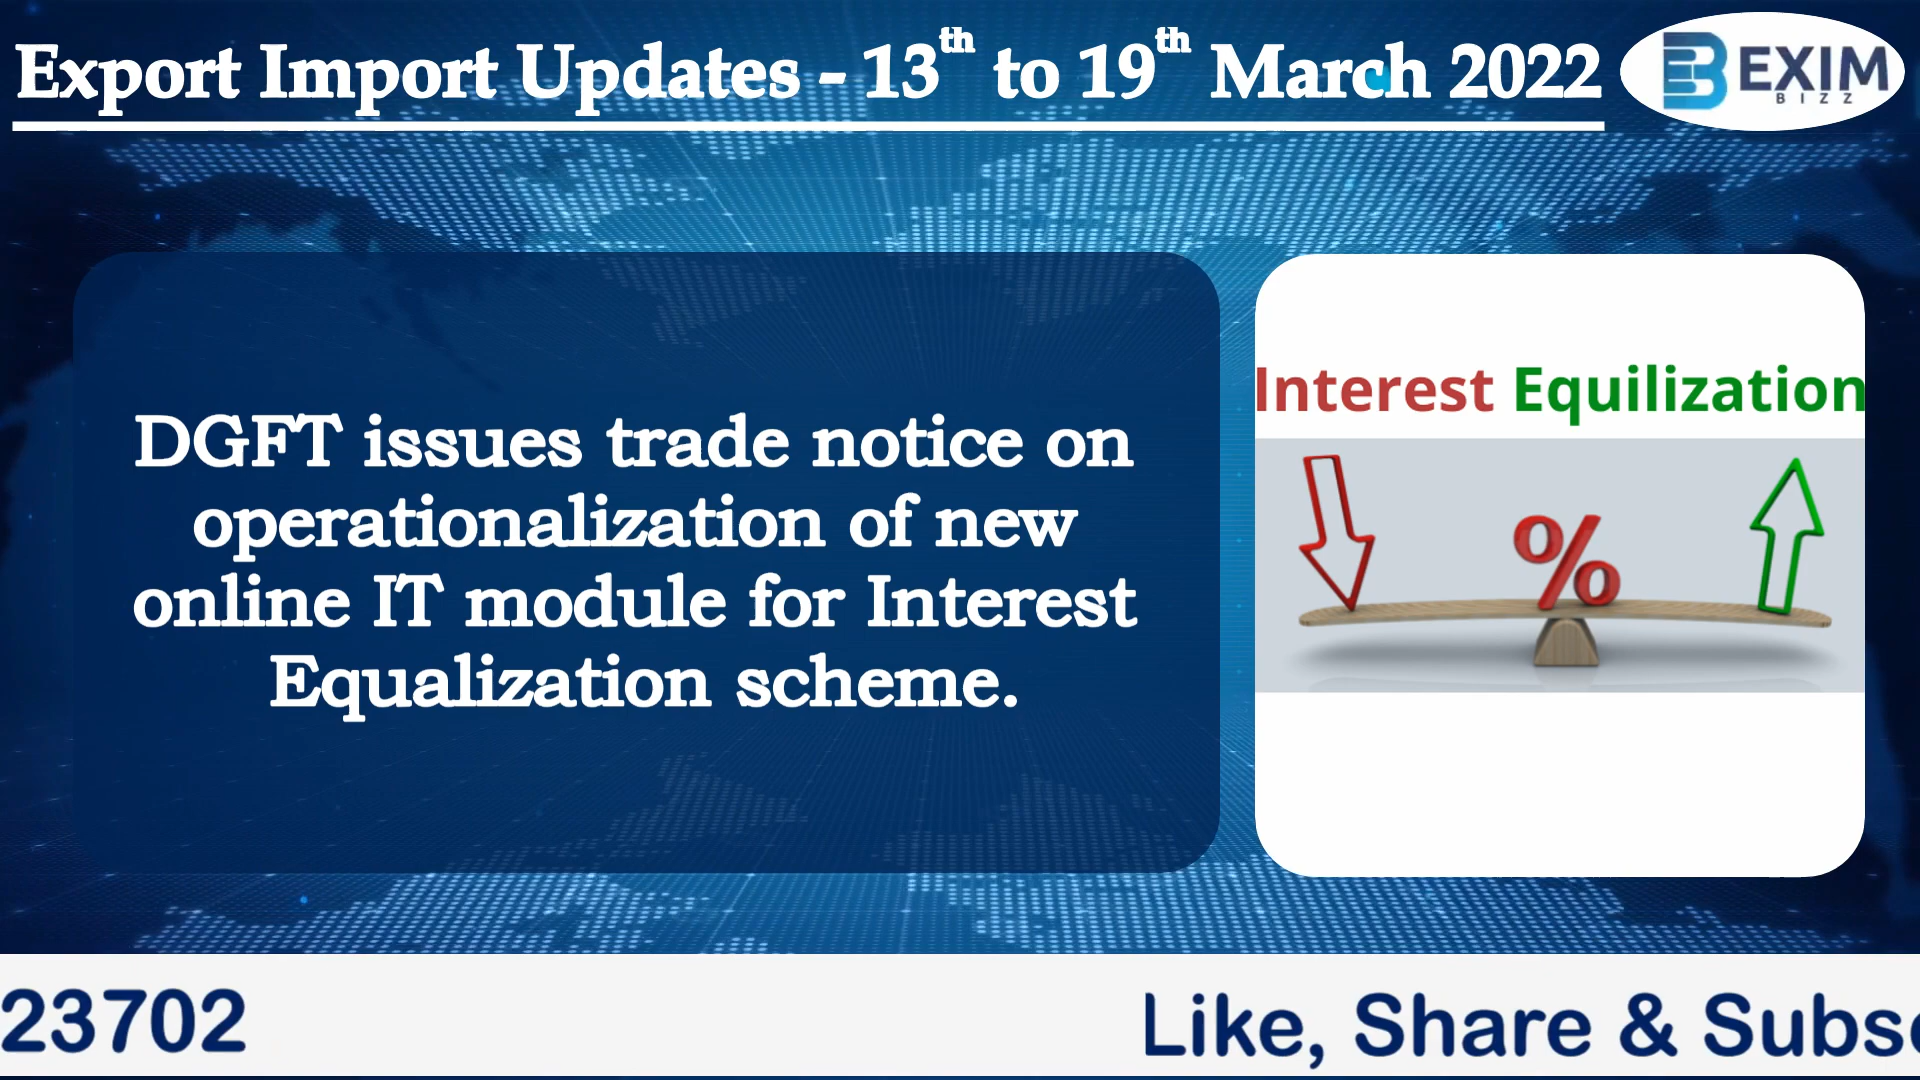 Export Import Updates - 13th to 19th March 2022
EXIM
BIZZ
DGFT issues trade notice on
operationalization of new
online IT module for Interest
Equalization scheme.
Interest Equilization
%
23702
Like, Share & Subsc